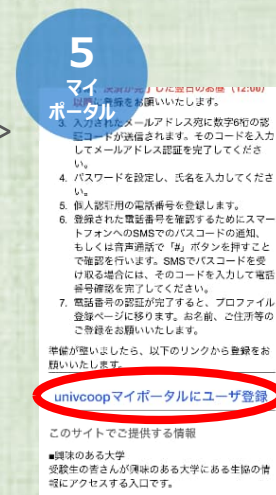 5
マイ
ポータル
決済が完了した翌日のお昼（12:00）
以降に登録をお願いいたします。
3. 入力されたメールアドレス宛に数字6桁の認
証コードが送信されます。そのコードを入力
してメールアドレス認証を完了してくださ
い。
4. パスワードを設定し、氏名を入力してくださ
い。
5. 個人認証用の電話番号を登録します。
6. 登録された電話番号を確認するためにスマー
トフォンへのSMSでのパスコードの通知、
もしくは音声通話で「#」ボタンを押すこと
で確認を行います。SMSでパスコードを受
け取る場合には、そのコードを入力して電話
番号確認を完了してください。
7. 電話番号の認証が完了すると、プロファイル
登録ページに移ります。お名前、ご住所等の
ご登録をお願いいたします。
準備が整いましたら、以下のリンクから登録をお
願いいたします。
univcoopマイポータルにユーザ登録
このサイトでご提供する情報
■興味のある大学
受験生の皆さんが興味のある大学にある生協の情
報にアクセスする入口です。